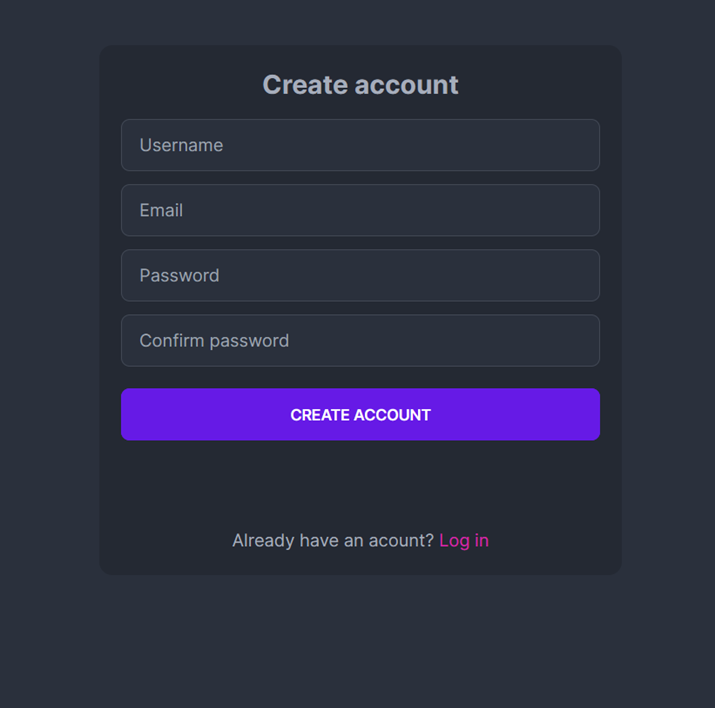 Create account
Username
Email
Password
Confirm password
CREATE ACCOUNT
Already have an acount? Log in